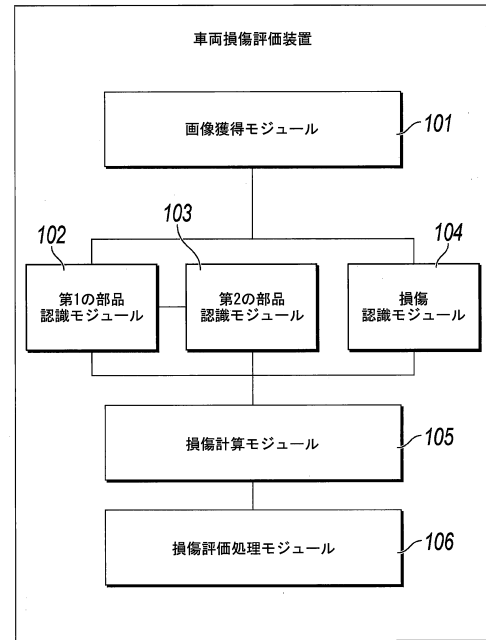 車両損傷評価装置
画像獲得モジュール
101
102
103
104
第1の部品
認識モジュール
第2の部品
認識モジュール
損傷
認識モジュール
損傷計算モジュール
105
損傷評価処理モジュール
106